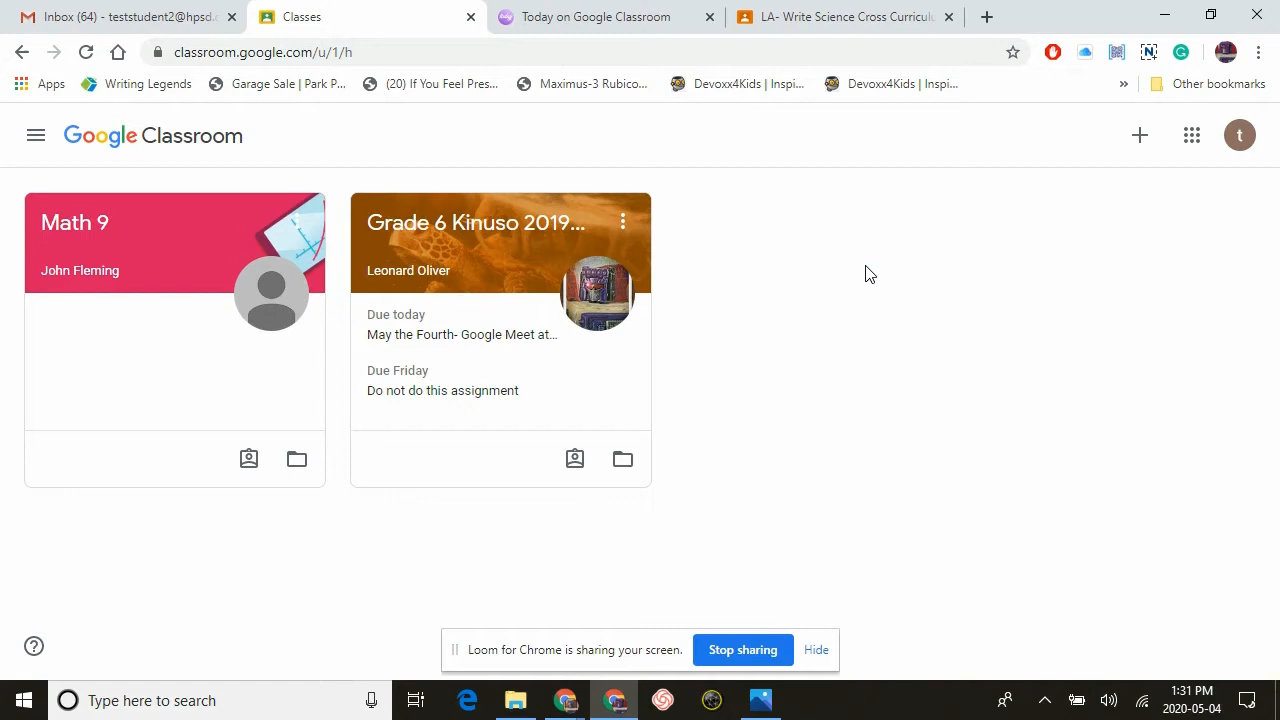 Inbox (64) - teststudent2@hpsd.c
Classes
Today on Google Classroom
LA- Write Science Cross Curricul
classroom.google.com/u/1/h
Apps
Writing Legends
Garage Sale | Park P...
(20) If You Feel Pres...
Maximus-3 Rubico...
Devoxx4Kids | Inspi...
Devoxx4Kids | Inspi...
»
Other bookmarks
Google Classroom
t
Math 9
John Fleming
Grade 6 Kinuso 2019...
Leonard Oliver
Due today
May the Fourth- Google Meet at...
Due Friday
Do not do this assignment
Loom for Chrome is sharing your screen.
Stop sharing
Hide
Type here to search
1:31 PM
2020-05-04